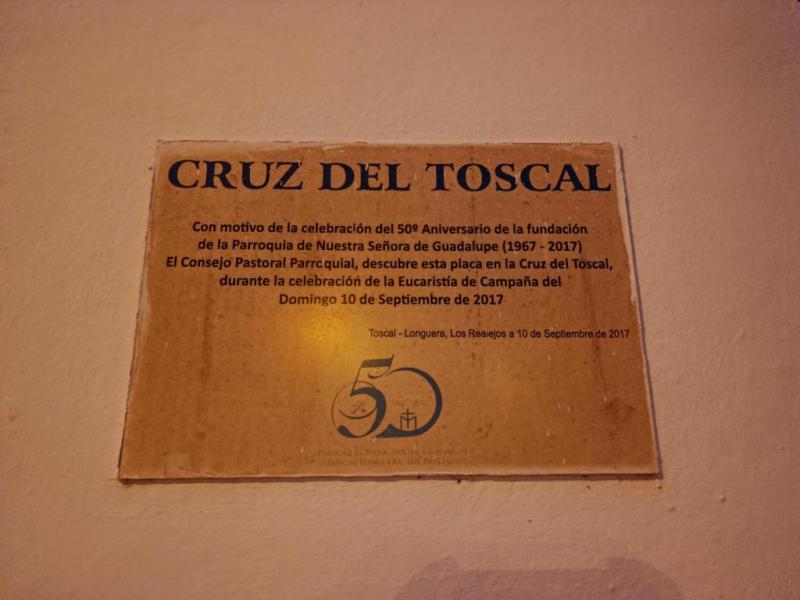 CRUZ DEL TOSCAL
Con motivo de la celebración del 50º Aniversario de la fundación
de la Parroquia de Nuestra Señora de Guadalupe (1967 - 2017)
El Consejo Pastoral Parroquial, descubre esta placa en la Cruz del Toscal,
durante la celebración de la Eucaristía de Campaña del
Domingo 10 de Septiembre de 2017
Toscal - Longuera, Los Realejos a 10 de Septiembre de 2017
50